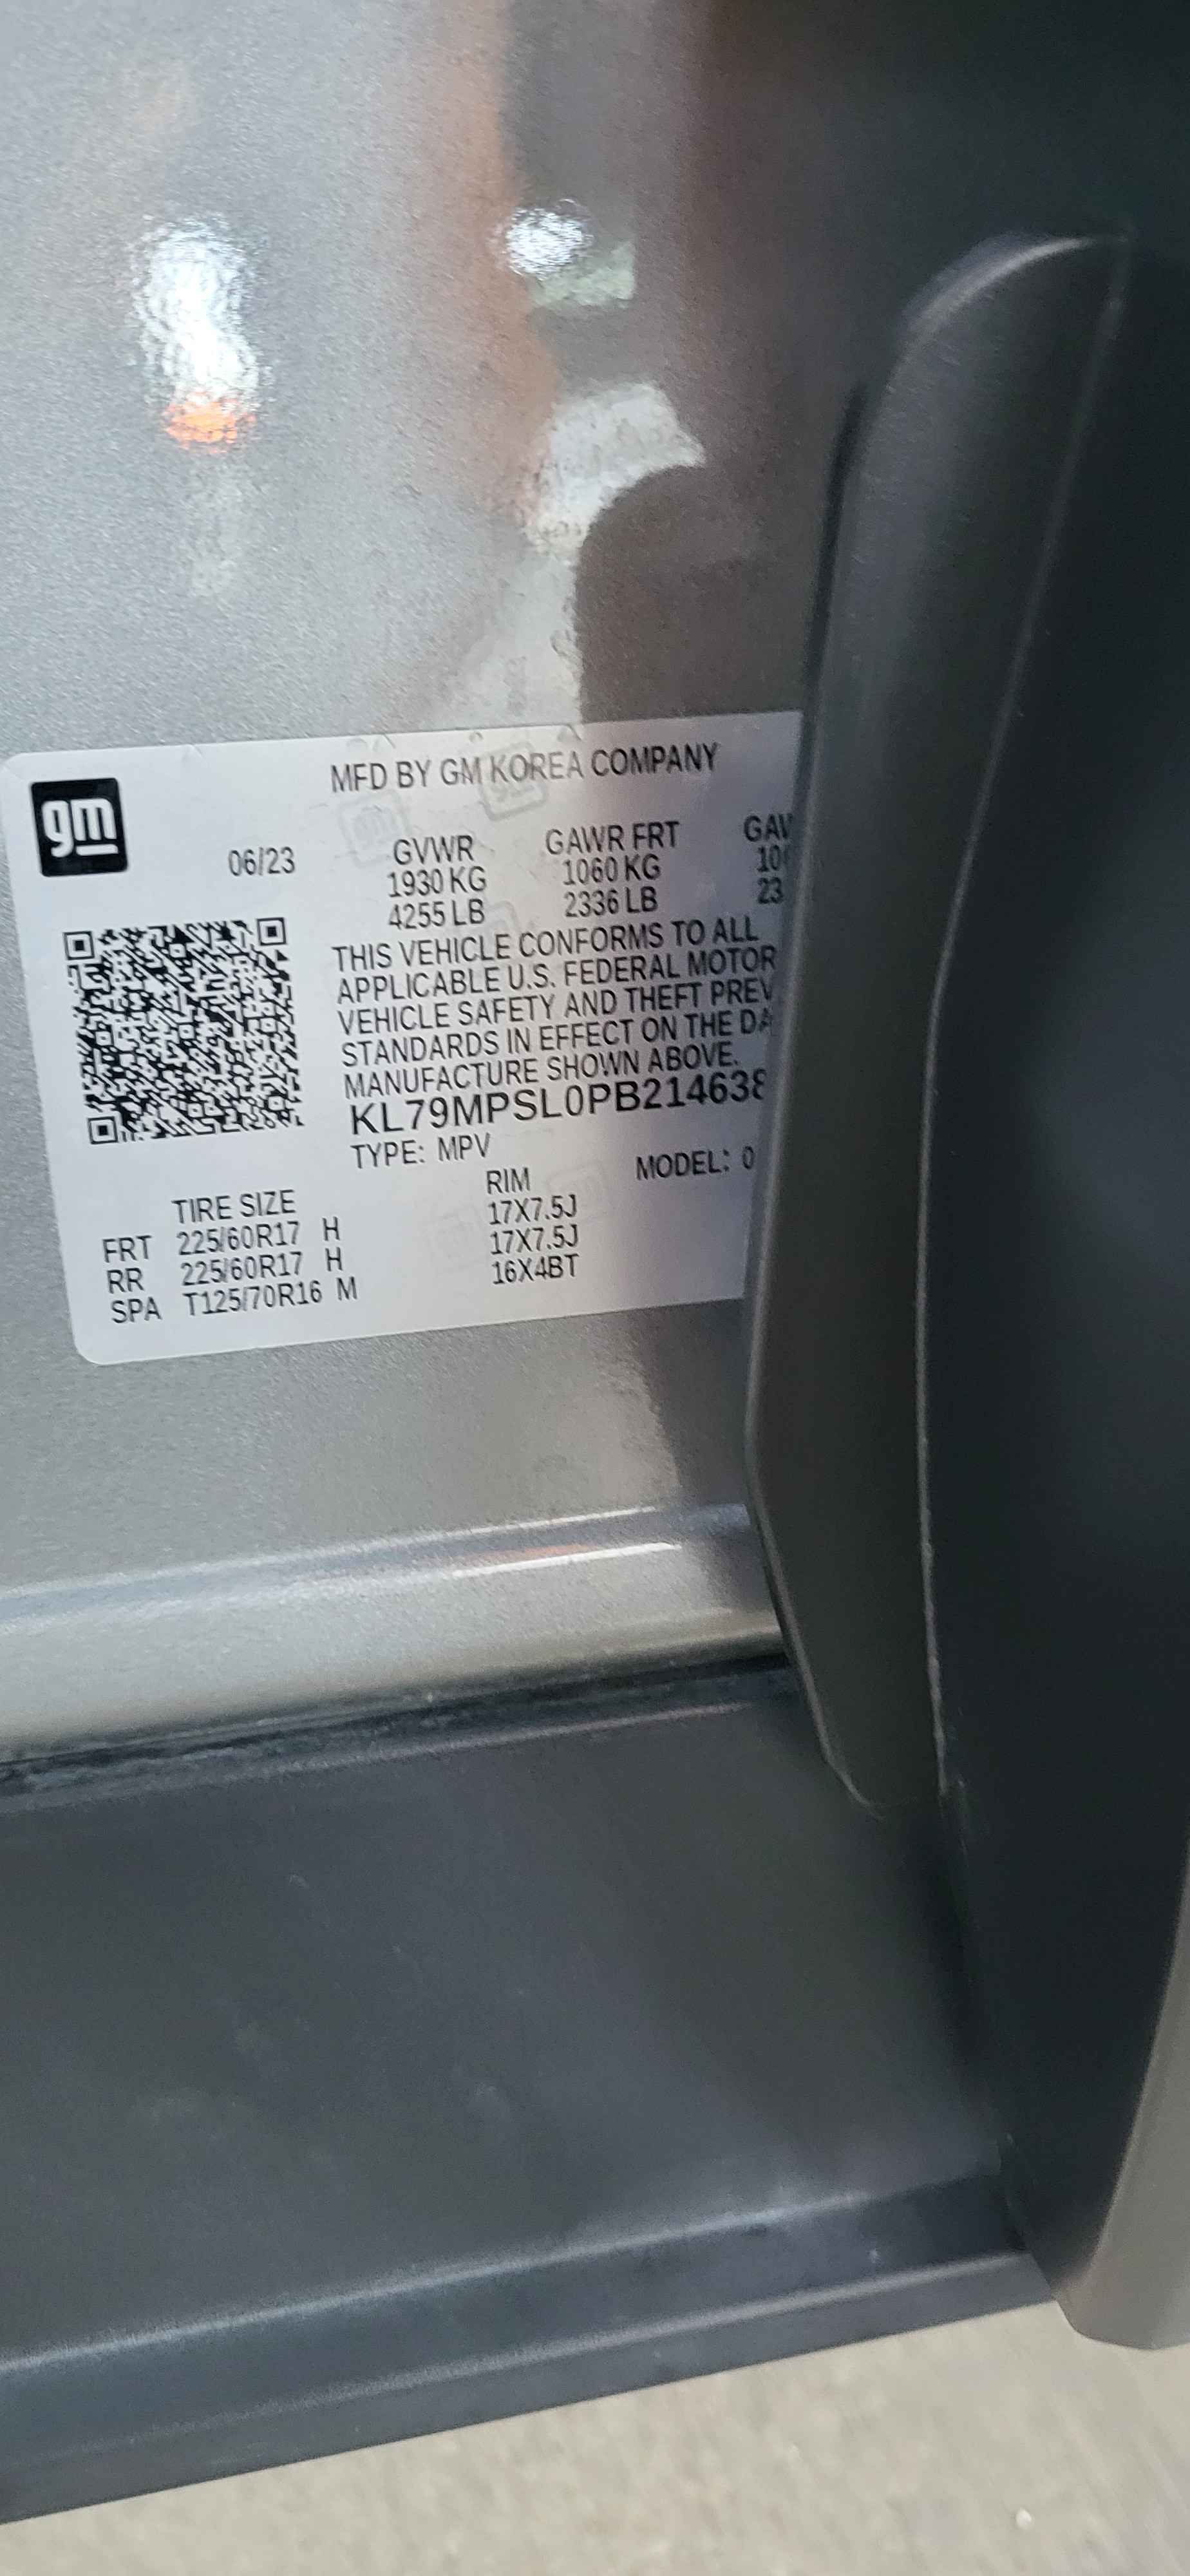 gm
MFD BY GM KOREA COMPANY
06/23 GVWR GAWR FRT
1930 KG 1060 KG
4255 LB 2336 LB
THIS VEHICLE CONFORMS TO ALL
APPLICABLE U.S. FEDERAL MOTOR
VEHICLE SAFETY AND THEFT PREV
STANDARDS IN EFFECT ON THE DA
MANUFACTURE SHOWN ABOVE.
KL79MPSL0PB214638
TYPE: MPV MODEL: 0
TIRE SIZE RIM
FRT 225/60R17 H 17X7.5J
RR 225/60R17 H 17X7.5J
SPA T125/70R16 M 16X4BT